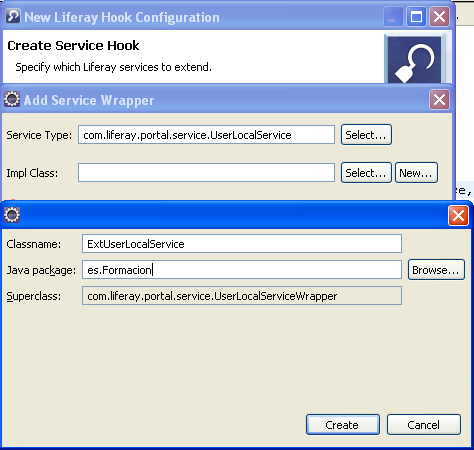 New Liferay Hook Configuration
Create Service Hook
Specify which Liferay services to extend.
Add Service Wrapper
Service Type: com.liferay.portal.service.UserLocalService Select...
Impl Class: Select... New...
Classname: ExtUserLocalService
Java package: es.Formacion Browse...
Superclass: com.liferay.portal.service.UserLocalServiceWrapper
Create Cancel